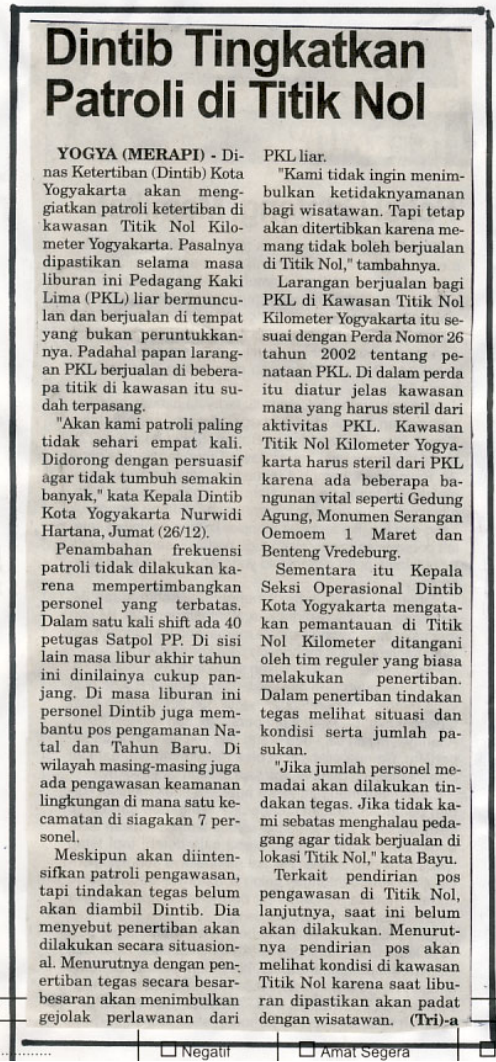 Dintib Tingkatkan
Patroli di Titik Nol
YOGYA (MERAPI) - Di-
nas Ketertiban (Dintib) Kota
Yogyakarta akan meng-
giatkan patroli ketertiban di
kawasan Titik Nol Kilo-
meter Yogyakarta. Pasalnya
dipastikan selama masa
liburan ini Pedagang Kaki
Lima (PKL) liar bermuncu-
lan dan berjualan di tempat
yang bukan peruntukkan-
nya. Padahal papan larang-
an PKL berjualan di bebera-
pa titik di kawasan itu su-
dah terpasang.
"Akan kami patroli paling
tidak sehari empat kali.
Didorong dengan persuasif
agar tidak tumbuh semakin
banyak," kata Kepala Dintib
Kota Yogyakarta Nurwidi
Hartana, Jumat (26/12).
Penambahan frekuensi
patroli tidak dilakukan ka-
rena mempertimbangkan
personel yang terbatas.
Dalam satu kali shift ada 40
petugas Satpol PP. Di sisi
lain masa libur akhir tahun
ini dinilainya cukup pan-
jang. Di masa liburan ini
personel Dintib juga mem-
bantu pos pengamanan Na-
tal dan Tahun Baru. Di
wilayah masing-masing juga
ada pengawasan keamanan
lingkungan di mana satu ke-
camatan di siagakan 7 per-
sonel.
Meskipun akan diinten-
sifkan patroli pengawasan,
tapi tindakan tegas belum
akan diambil Dintib. Dia
menyebut penertiban akan
dilakukan secara situasion-
al. Menurutnya dengan pen-
ertiban tegas secara besar-
besaran akan menimbulkan
gejolak perlawanan dari
PKL liar.
"Kami tidak ingin menim-
bulkan ketidaknyamanan
bagi wisatawan. Tapi tetap
akan ditertibkan karena me-
mang tidak boleh berjualan
di Titik Nol," tambahnya.
Larangan berjualan bagi
PKL di Kawasan Titik Nol
Kilometer Yogyakarta itu se-
suai dengan Perda Nomor 26
tahun 2002 tentang pe-
nataan PKL. Di dalam perda
itu diatur jelas kawasan
mana yang harus steril dari
aktivitas PKL. Kawasan
Titik Nol Kilometer Yogya-
karta harus steril dari PKL
karena ada beberapa ba-
ngunan vital seperti Gedung
Agung, Monumen Serangan
Oemoem 1 Maret dan
Benteng Vredeburg.
Sementara itu Kepala
Seksi Operasional Dintib
Kota Yogyakarta mengata-
kan pemantauan di Titik
Nol Kilometer ditangani
oleh tim reguler yang biasa
melakukan penertiban.
Dalam penertiban tindakan
tegas melihat situasi dan
kondisi serta jumlah pa-
sukan.
"Jika jumlah personel me-
madai akan dilakukan tin-
dakan tegas. Jika tidak ka-
mi sebatas menghalau peda-
gang agar tidak berjualan di
lokasi Titik Nol," kata Bayu.
Terkait pendirian pos
pengawasan di Titik Nol,
lanjutnya, saat ini belum
akan dilakukan. Menurut-
nya pendirian pos akan
melihat kondisi di kawasan
Titik Nol karena saat libu-
ran dipastikan akan padat
dengan wisatawan. (Tri)-a
Negatif
Amat Segera